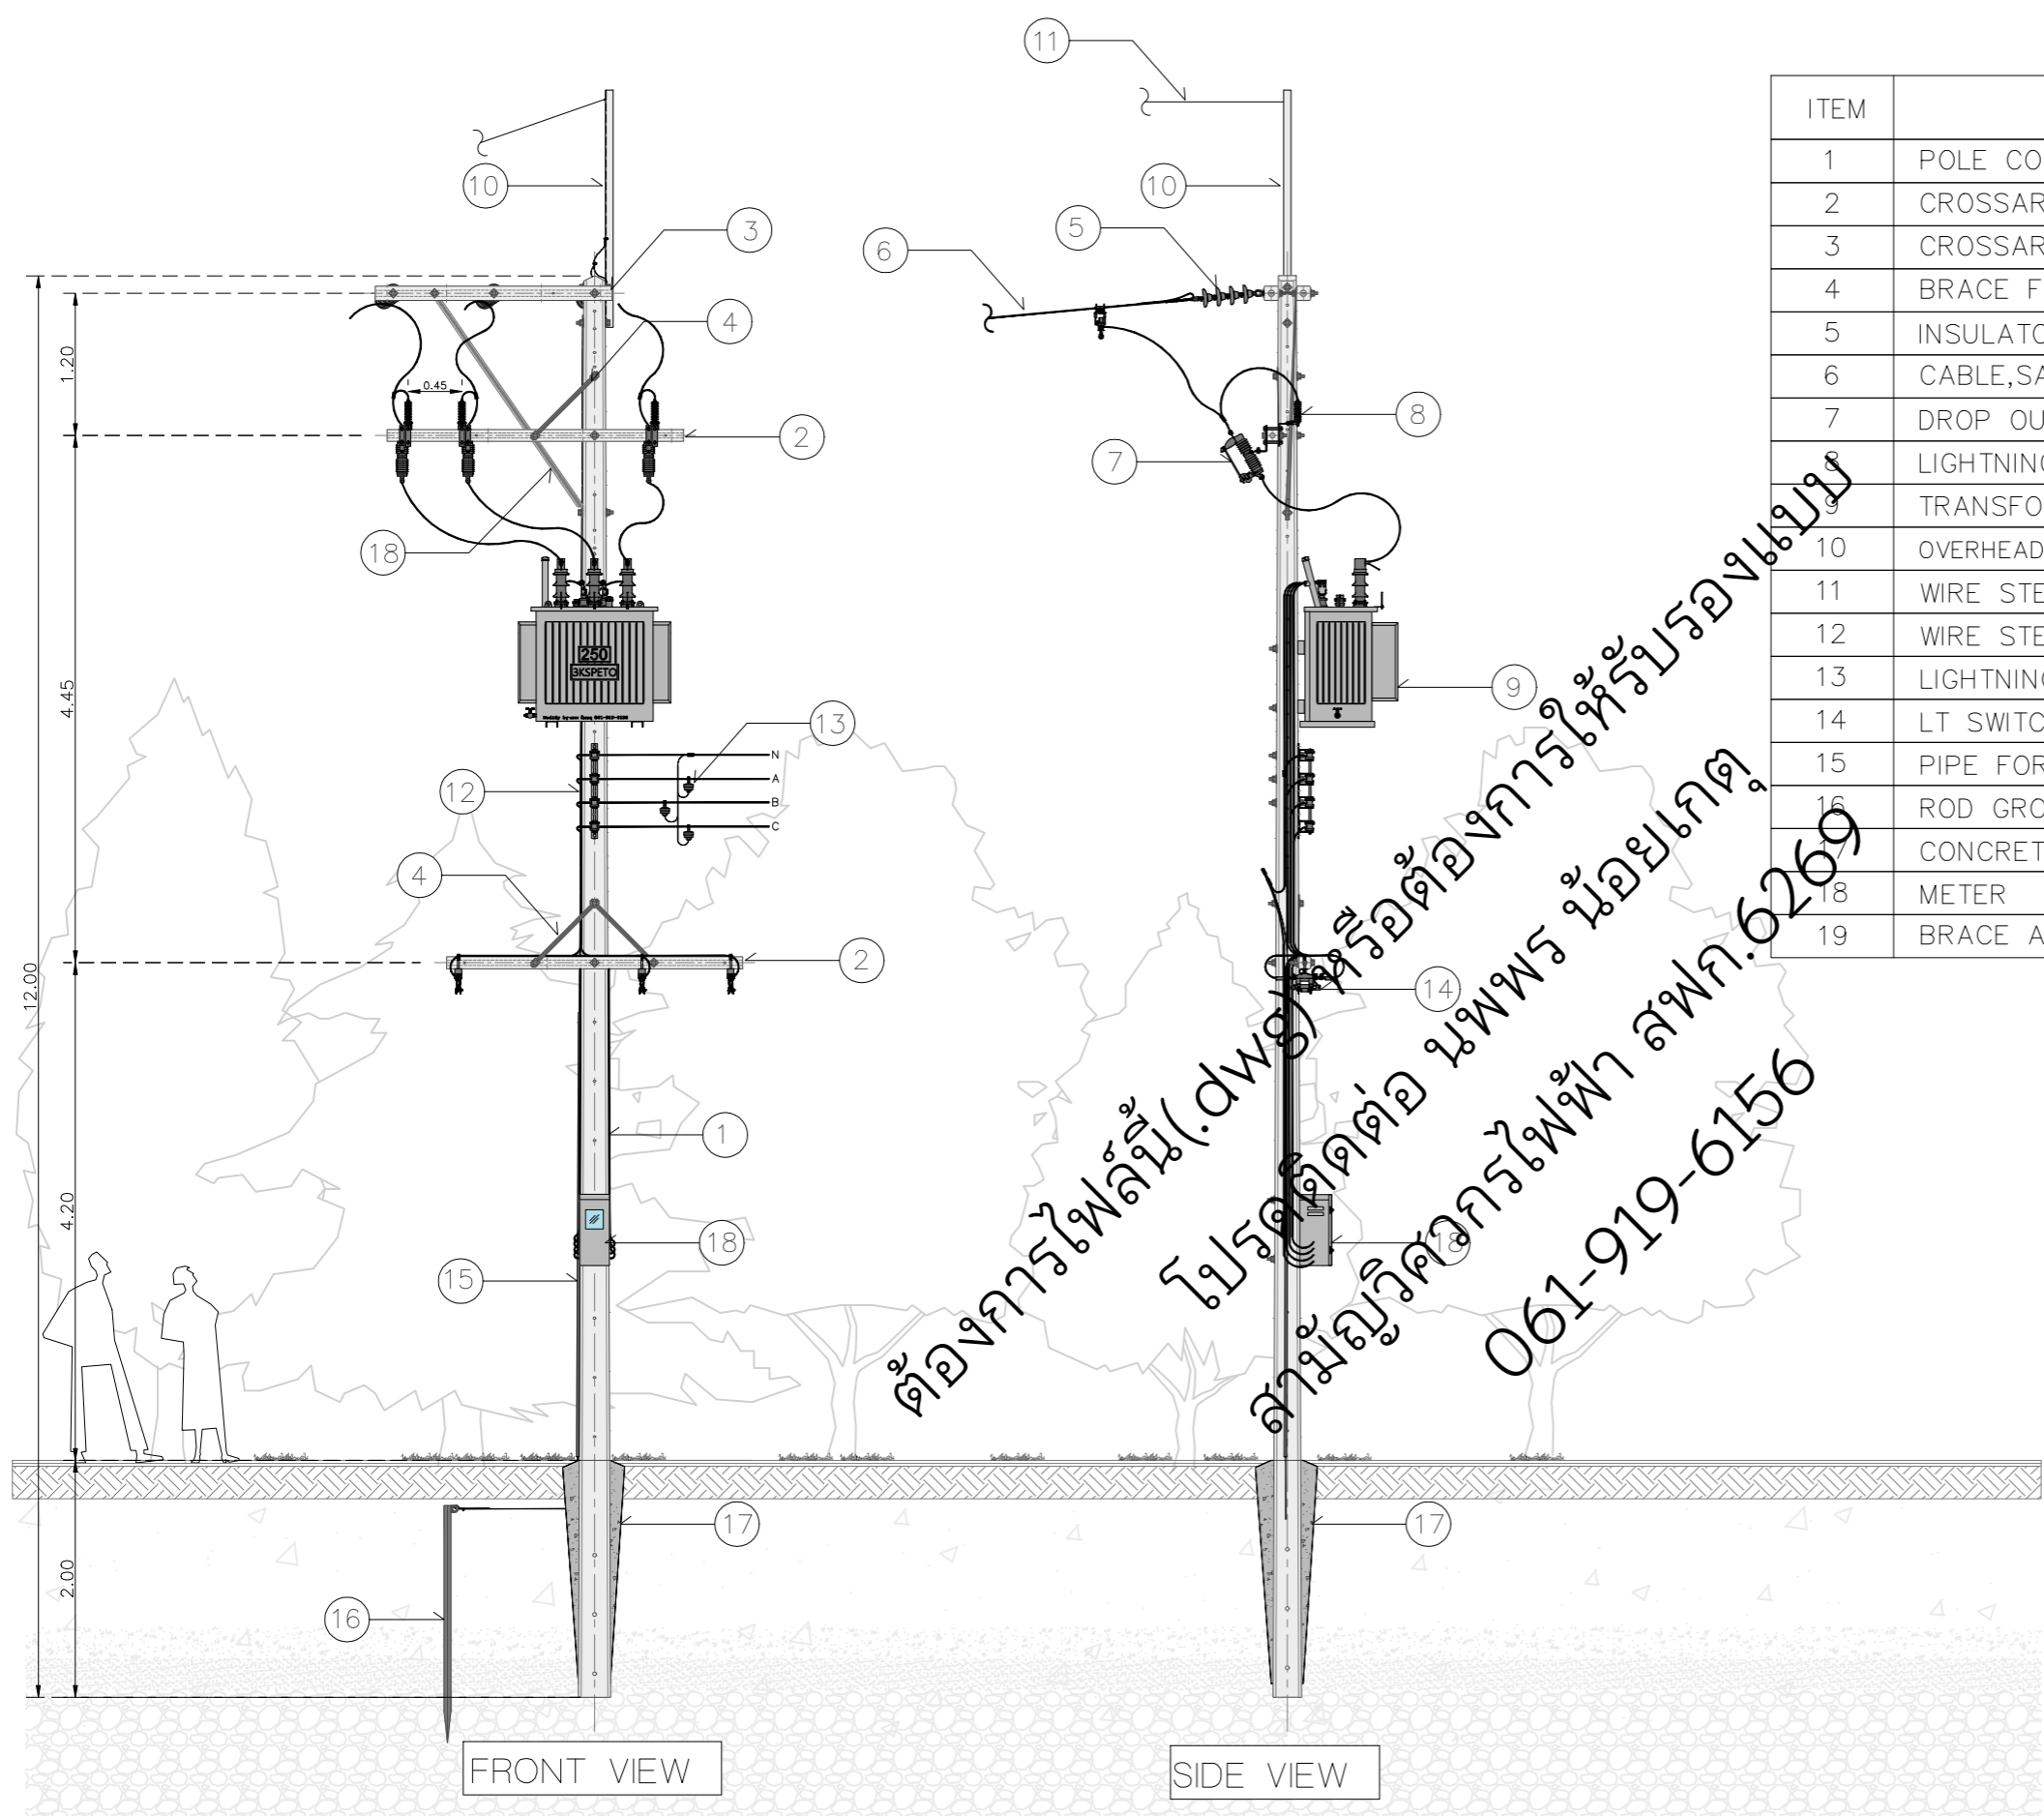 11
10
10
3
5
6
4
1.20
0.45
2
8
7
18
250
3KSPETO
9
4.45
N
A
B
C
13
12
4
2
14
12.00
1
4.20
18
18
15
17
17
2.00
16
FRONT VIEW
SIDE VIEW
ITEM
1 POLE CO
2 CROSSAR
3 CROSSAR
4 BRACE F
5 INSULATO
6 CABLE,SA
7 DROP OU
8 LIGHTNING
9 TRANSFO
10 OVERHEAD
11 WIRE STE
12 WIRE STE
13 LIGHTNING
14 LT SWITC
15 PIPE FOR
16 ROD GRO
17 CONCRET
18 METER
19 BRACE A
ต้องการไฟล์นี้(.dwg) หรือต้องการให้รับรองแบบ
โปรดติดต่อ นพพร น้อยเกตุ
สามัญวิศวกรไฟฟ้า สฟก.6269
061-919-6156